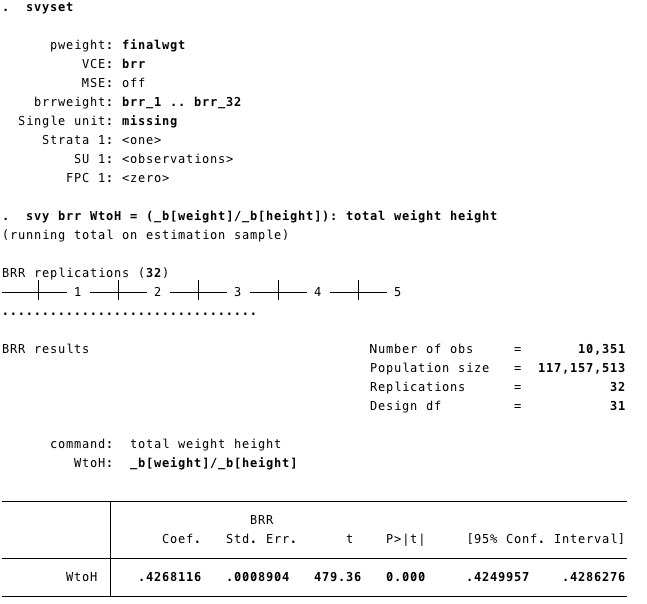 . svyset
pweight: finalwgt
VCE: brr
MSE: off
brrweight: brr_1 .. brr_32
Single unit: missing
Strata 1: <one>
SU 1: <observations>
FPC 1: <zero>
. svy brr WtoH = (_b[weight]/_b[height]): total weight height
(running total on estimation sample)
BRR replications (32)
1 2 3 4 5
................................
BRR results Number of obs = 10,351
Population size = 117,157,513
Replications = 32
Design df = 31
command: total weight height
WtoH: _b[weight]/_b[height]
BRR
Coef. Std. Err. t P>|t| [95% Conf. Interval]
WtoH .4268116 .0008904 479.36 0.000 .4249957 .4286276